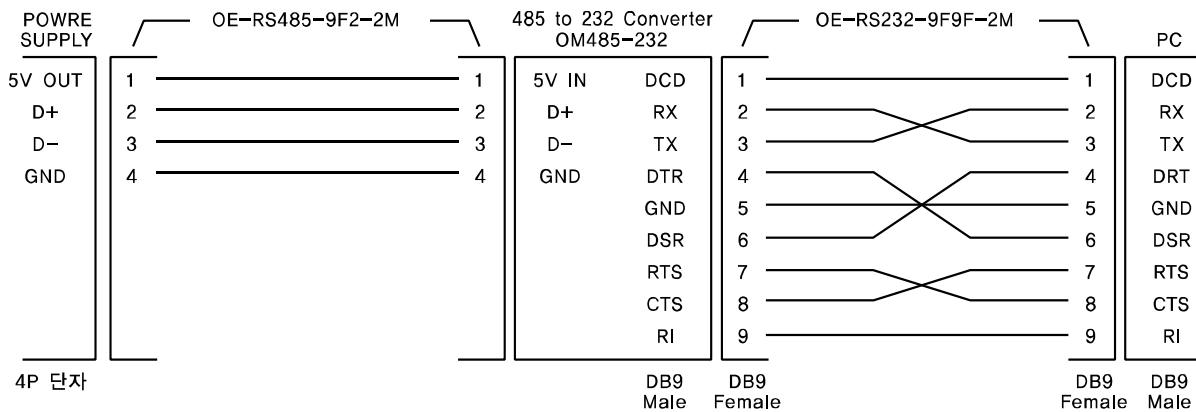 POWRE SUPPLY
OE-RS485-9F2-2M
485 to 232 Converter
OM485-232
OE-RS232-9F9F-2M
PC
5V OUT 1 1 5V IN DCD 1 1 DCD
D+ 2 2 D+ RX 2 2 RX
D- 3 3 D- TX 3 3 TX
GND 4 4 GND DTR 4 4 DRT
GND 5 5 GND
DSR 6 6 DSR
RTS 7 7 RTS
CTS 8 8 CTS
RI 9 9 RI
4P 단자
DB9 Male
DB9 Female
DB9 Female
DB9 Male